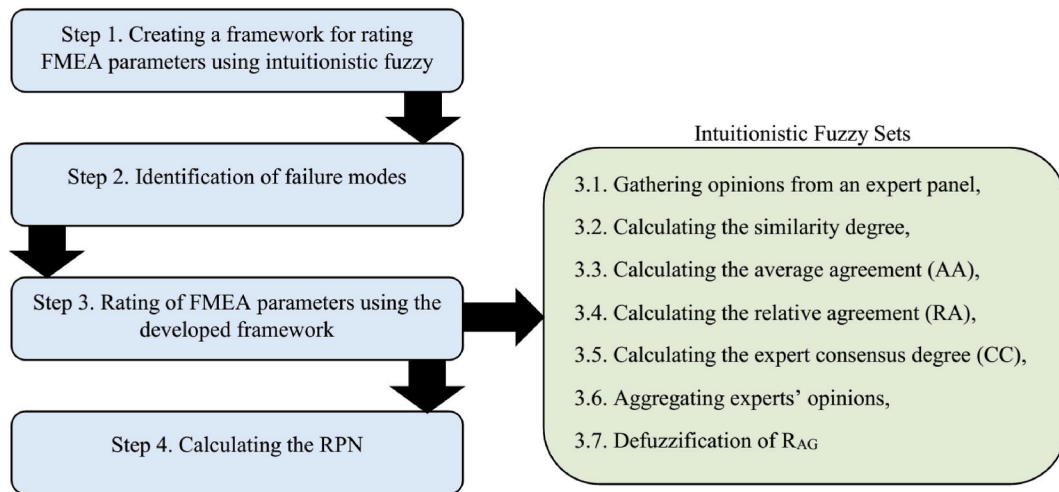 Step 1. Creating a framework for rating
FMEA parameters using intuitionistic fuzzy
Step 2. Identification of failure modes
Step 3. Rating of FMEA parameters using the
developed framework
Step 4. Calculating the RPN
Intuitionistic Fuzzy Sets
3.1. Gathering opinions from an expert panel,
3.2. Calculating the similarity degree,
3.3. Calculating the average agreement (AA),
3.4. Calculating the relative agreement (RA),
3.5. Calculating the expert consensus degree (CC),
3.6. Aggregating experts’ opinions,
3.7. Defuzzification of RAG